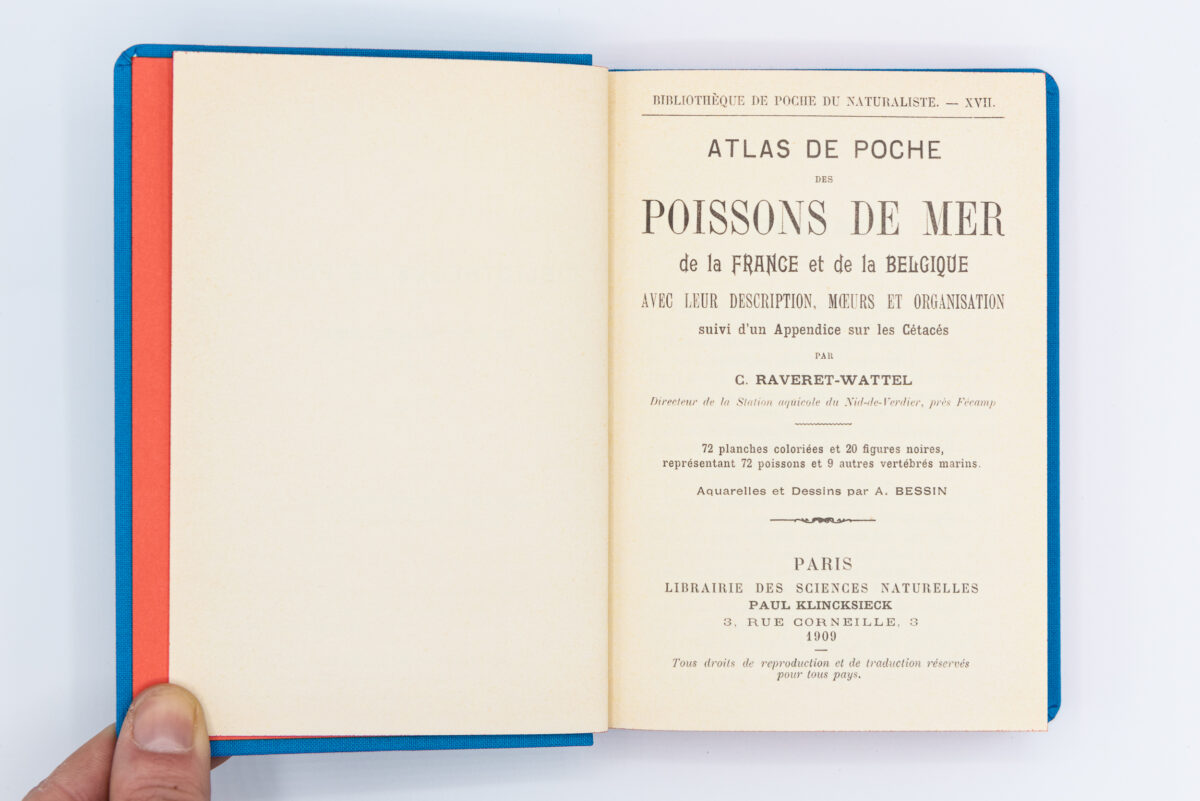 BIBLIOTHÈQUE DE POCHE DU NATURALISTE. — XVII.
ATLAS DE POCHE
DES
POISSONS DE MER
de la FRANCE et de la BELGIQUE
AVEC LEUR DESCRIPTION, MŒURS ET ORGANISATION
suivi d'un Appendice sur les Cétacés
PAR
C. RAVERET-WATTEL
Directeur de la Station aquicole du Nid-de-Verdier, près Fécamp
72 planches coloriées et 20 figures noires,
représentant 72 poissons et 9 autres vertébrés marins.
Aquarelles et Dessins par A. BESSIN
PARIS
LIBRAIRIE DES SCIENCES NATURELLES
PAUL KLINCKSIECK
3, RUE CORNEILLE, 3
1909
Tous droits de reproduction et de traduction réservés
pour tous pays.